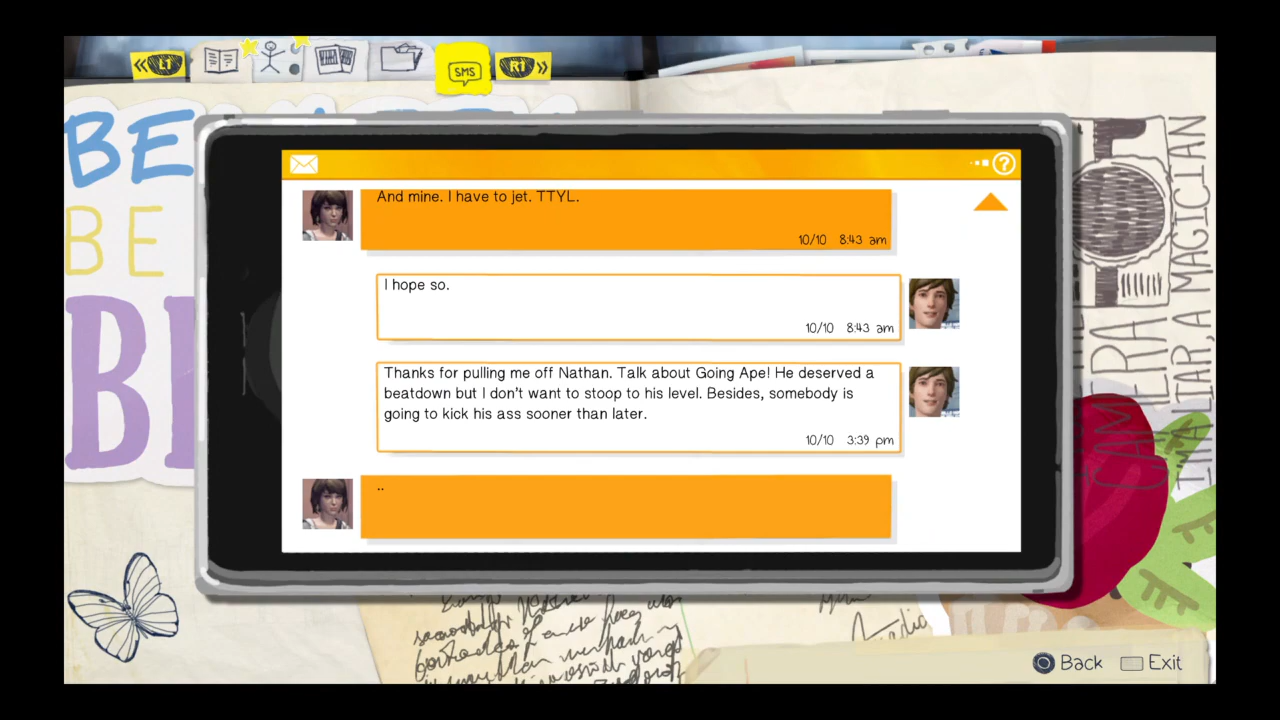 LT
SMS
R1
BE
BE
?
And mine. I have to jet. TTYL.
10/10 8:43 am
I hope so.
10/10 8:43 am
Thanks for pulling me off Nathan. Talk about Going Ape! He deserved a
beatdown but I don't want to stoop to his level. Besides, somebody is
going to kick his ass sooner than later.
10/10 3:39 pm
..
CAMERA
LIAR, A MAGICIAN
Back
Exit